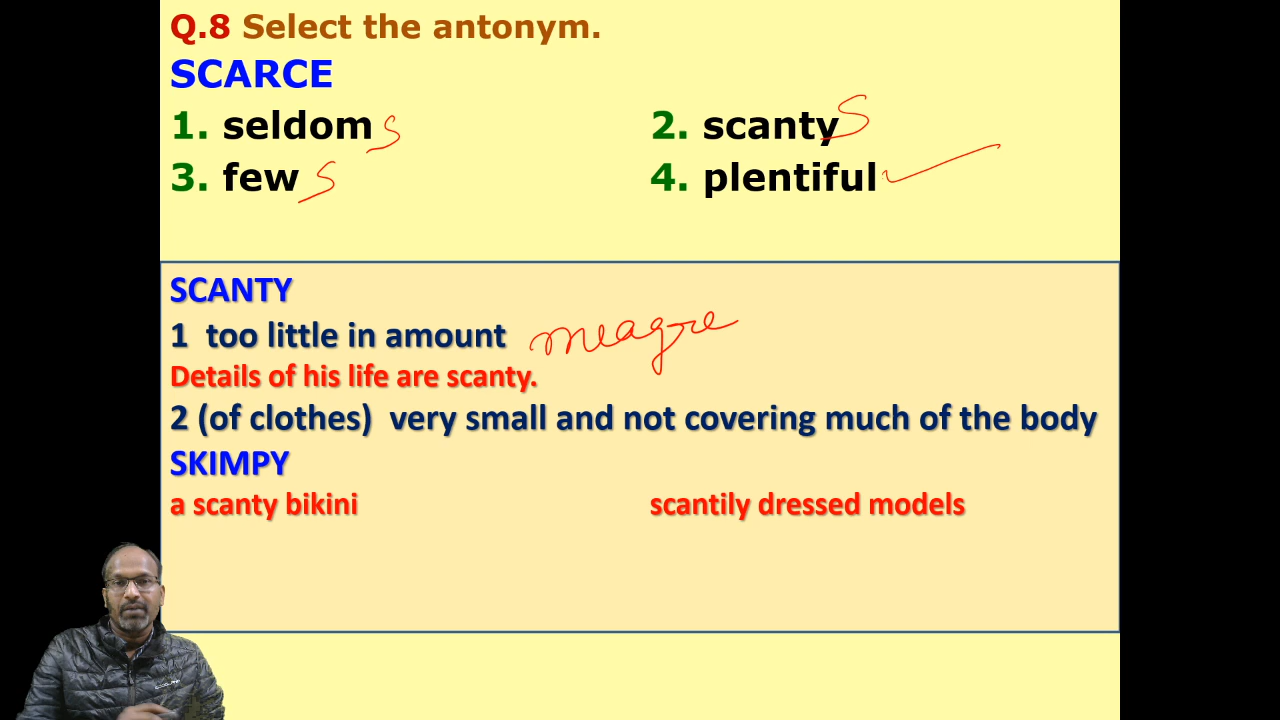 Q.8 Select the antonym.
SCARCE
1. seldom S 2. scanty S
3. few S 4. plentiful
SCANTY
1 too little in amount meagre
Details of his life are scanty.
2 (of clothes) very small and not covering much of the body
SKIMPY
a scanty bikini scantily dressed models